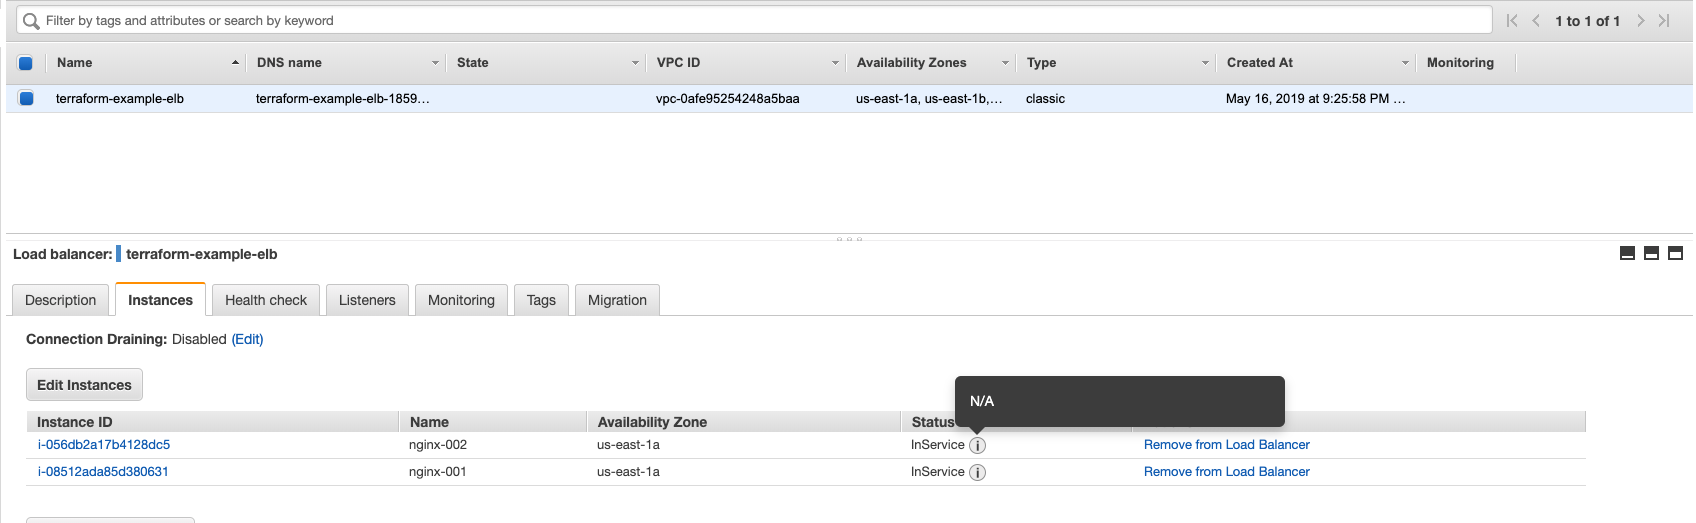 Filter by tags and attributes or search by keyword
1 to 1 of 1
Name DNS name State VPC ID Availability Zones Type Created At Monitoring
terraform-example-elb terraform-example-elb-1859... vpc-0afe95254248a5baa us-east-1a, us-east-1b,... classic May 16, 2019 at 9:25:58 PM ...
Load balancer: terraform-example-elb
Description Instances Health check Listeners Monitoring Tags Migration
Connection Draining: Disabled (Edit)
Edit Instances
N/A
Instance ID Name Availability Zone Status
i-056db2a17b4128dc5 nginx-002 us-east-1a InService i Remove from Load Balancer
i-08512ada85d380631 nginx-001 us-east-1a InService i Remove from Load Balancer